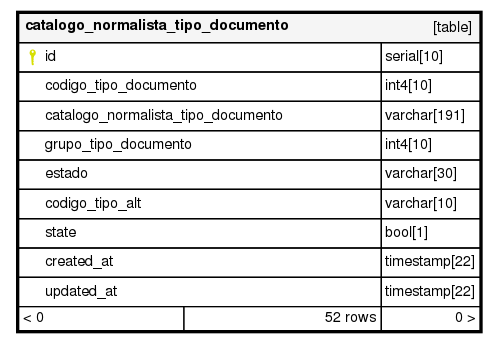 catalogo_normalista_tipo_documento [table]
id serial[10]
codigo_tipo_documento int4[10]
catalogo_normalista_tipo_documento varchar[191]
grupo_tipo_documento int4[10]
estado varchar[30]
codigo_tipo_alt varchar[10]
state bool[1]
created_at timestamp[22]
updated_at timestamp[22]
< 0 52 rows 0 >